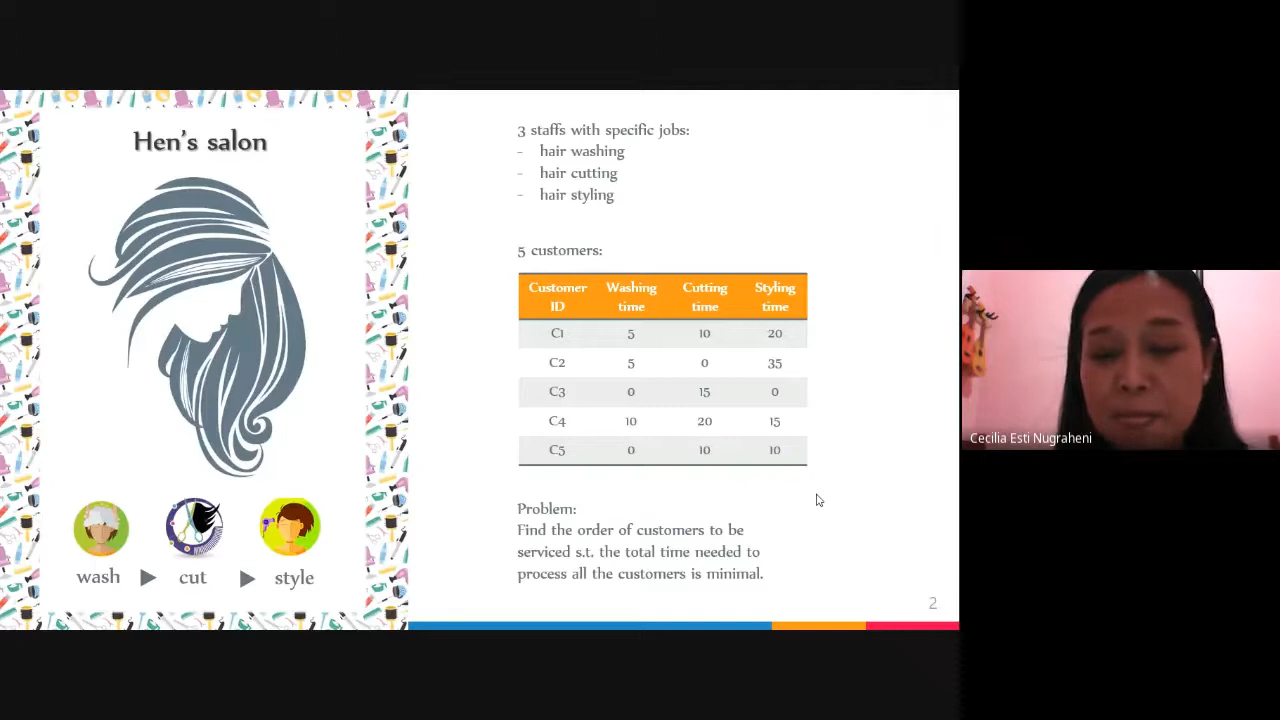 Hen's salon
wash
cut
style
3 staffs with specific jobs:
- hair washing
- hair cutting
- hair styling
5 customers:
Customer ID Washing time Cutting time Styling time
C1 5 10 20
C2 5 0 35
C3 0 15 0
C4 10 20 15
C5 0 10 10
Problem:
Find the order of customers to be
serviced s.t. the total time needed to
process all the customers is minimal.
2
Cecilia Esti Nugraheni